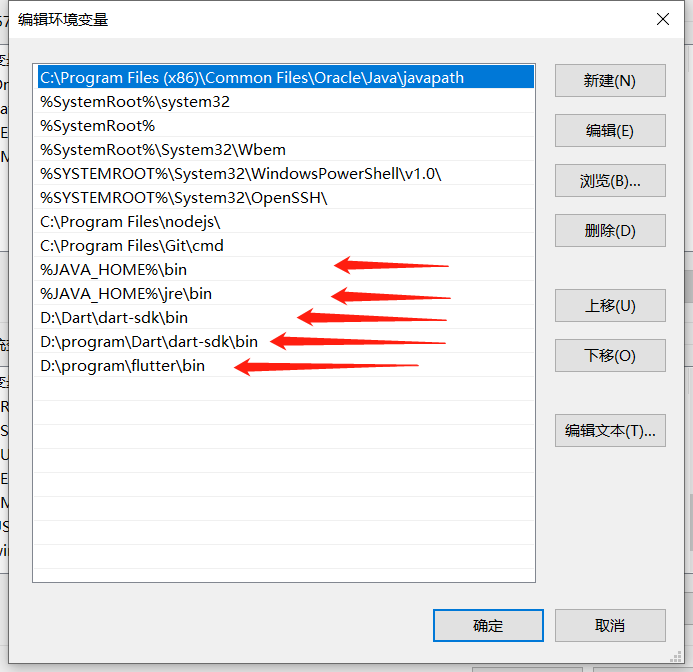 编辑环境变量
C:\Program Files (x86)\Common Files\Oracle\Java\javapath
%SystemRoot%\system32
%SystemRoot%
%SystemRoot%\System32\Wbem
%SYSTEMROOT%\System32\WindowsPowerShell\v1.0\
%SYSTEMROOT%\System32\OpenSSH\
C:\Program Files\nodejs\
C:\Program Files\Git\cmd
%JAVA_HOME%\bin
%JAVA_HOME%\jre\bin
D:\Dart\dart-sdk\bin
D:\program\Dart\dart-sdk\bin
D:\program\flutter\bin
新建(N)
编辑(E)
浏览(B)...
删除(D)
上移(U)
下移(O)
编辑文本(T)...
确定
取消